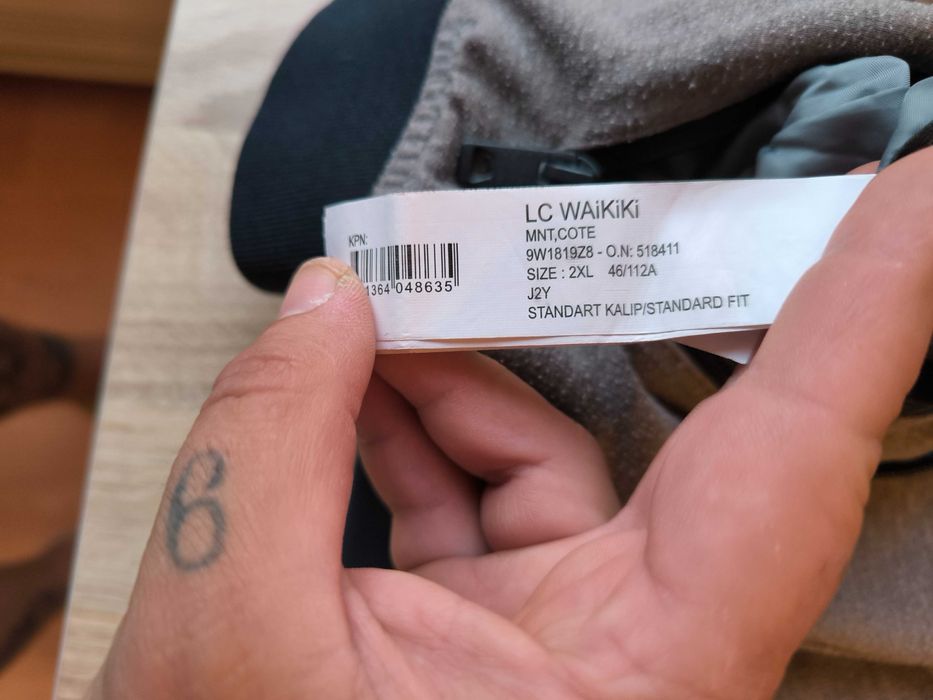 KPN:
1364 048635
LC WAiKiKi
MNT,COTE
9W1819Z8 - O.N: 518411
SIZE : 2XL 46/112A
J2Y
STANDART KALIP/STANDARD FIT
6